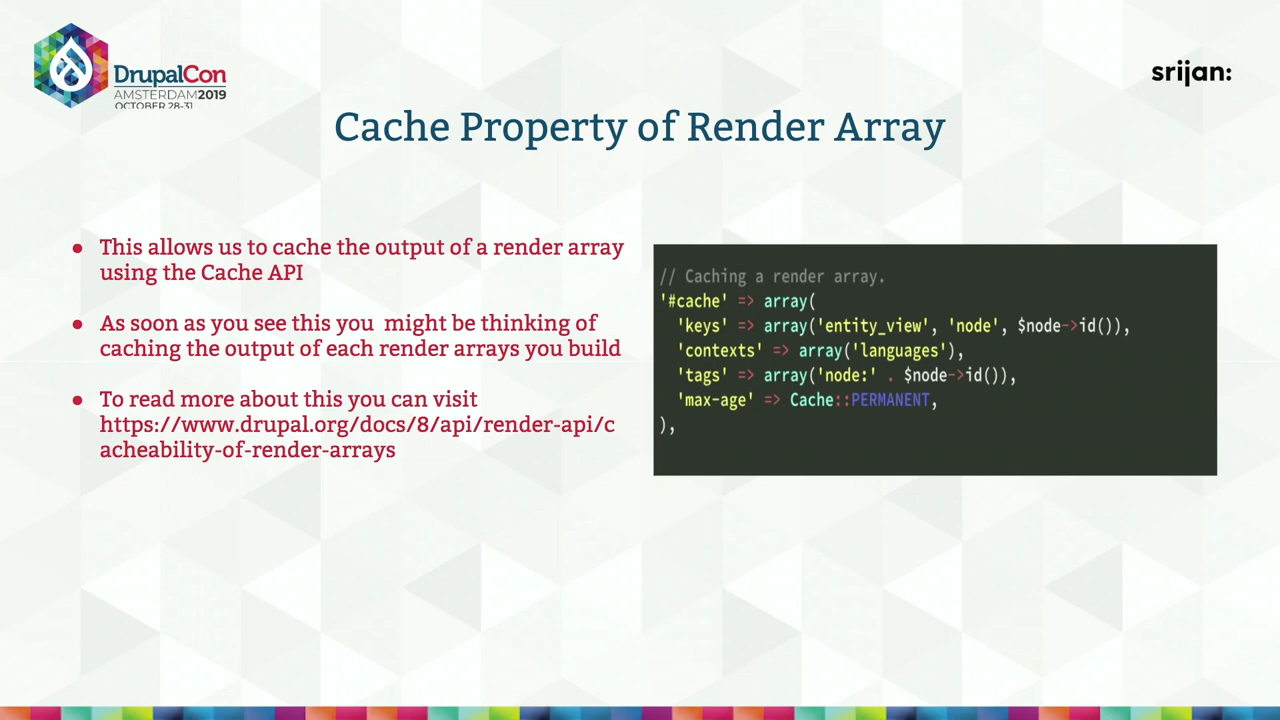 DrupalCon
AMSTERDAM2019
OCTOBER 28-31
srijan:
Cache Property of Render Array
● This allows us to cache the output of a render array
using the Cache API
● As soon as you see this you  might be thinking of
caching the output of each render arrays you build
● To read more about this you can visit
https://www.drupal.org/docs/8/api/render-api/c
acheability-of-render-arrays
// Caching a render array.
'#cache' => array(
  'keys' => array('entity_view', 'node', $node->id()),
  'contexts' => array('languages'),
  'tags' => array('node:' . $node->id()),
  'max-age' => Cache::PERMANENT,
),